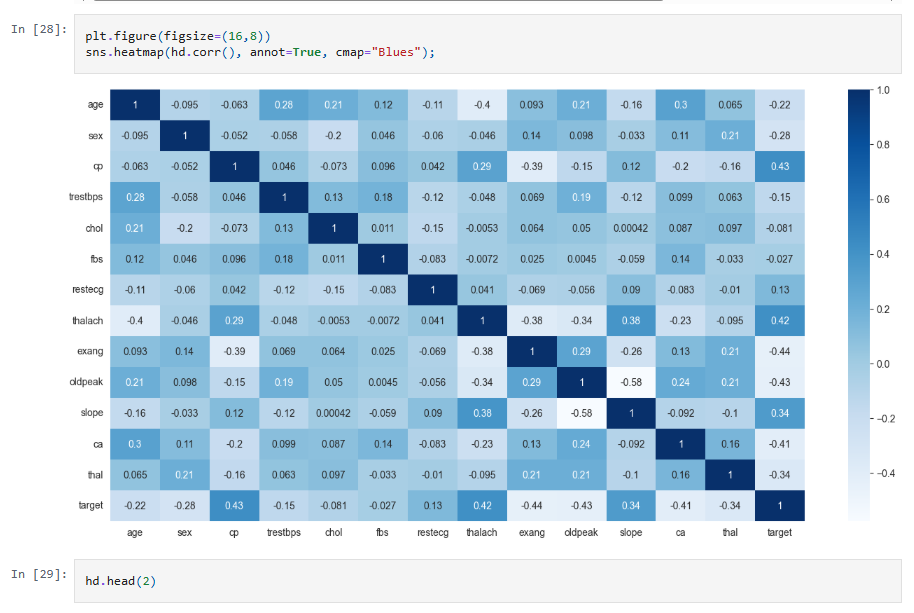 In [28]:
plt.figure(figsize=(16,8))
sns.heatmap(hd.corr(), annot=True, cmap="Blues");
age 1 -0.095 -0.063 0.28 0.21 0.12 -0.11 -0.4 0.093 0.21 -0.16 0.3 0.065 -0.22
sex -0.095 1 -0.052 -0.058 -0.2 0.046 -0.06 -0.046 0.14 0.098 -0.033 0.11 0.21 -0.28
cp -0.063 -0.052 1 0.046 -0.073 0.096 0.042 0.29 -0.39 -0.15 0.12 -0.2 -0.16 0.43
trestbps 0.28 -0.058 0.046 1 0.13 0.18 -0.12 -0.048 0.069 0.19 -0.12 0.099 0.063 -0.15
chol 0.21 -0.2 -0.073 0.13 1 0.011 -0.15 -0.0053 0.064 0.05 0.00042 0.087 0.097 -0.081
fbs 0.12 0.046 0.096 0.18 0.011 1 -0.083 -0.0072 0.025 0.0045 -0.059 0.14 -0.033 -0.027
restecg -0.11 -0.06 0.042 -0.12 -0.15 -0.083 1 0.041 -0.069 -0.056 0.09 -0.083 -0.01 0.13
thalach -0.4 -0.046 0.29 -0.048 -0.0053 -0.0072 0.041 1 -0.38 -0.34 0.38 -0.23 -0.095 0.42
exang 0.093 0.14 -0.39 0.069 0.064 0.025 -0.069 -0.38 1 0.29 -0.26 0.13 0.21 -0.44
oldpeak 0.21 0.098 -0.15 0.19 0.05 0.0045 -0.056 -0.34 0.29 1 -0.58 0.24 0.21 -0.43
slope -0.16 -0.033 0.12 -0.12 0.00042 -0.059 0.09 0.38 -0.26 -0.58 1 -0.092 -0.1 0.34
ca 0.3 0.11 -0.2 0.099 0.087 0.14 -0.083 -0.23 0.13 0.24 -0.092 1 0.16 -0.41
thal 0.065 0.21 -0.16 0.063 0.097 -0.033 -0.01 -0.095 0.21 0.21 -0.1 0.16 1 -0.34
target -0.22 -0.28 0.43 -0.15 -0.081 -0.027 0.13 0.42 -0.44 -0.43 0.34 -0.41 -0.34 1
age sex cp trestbps chol fbs restecg thalach exang oldpeak slope ca thal target
1.0
0.8
0.6
0.4
0.2
0.0
-0.2
-0.4
In [29]:
hd.head(2)